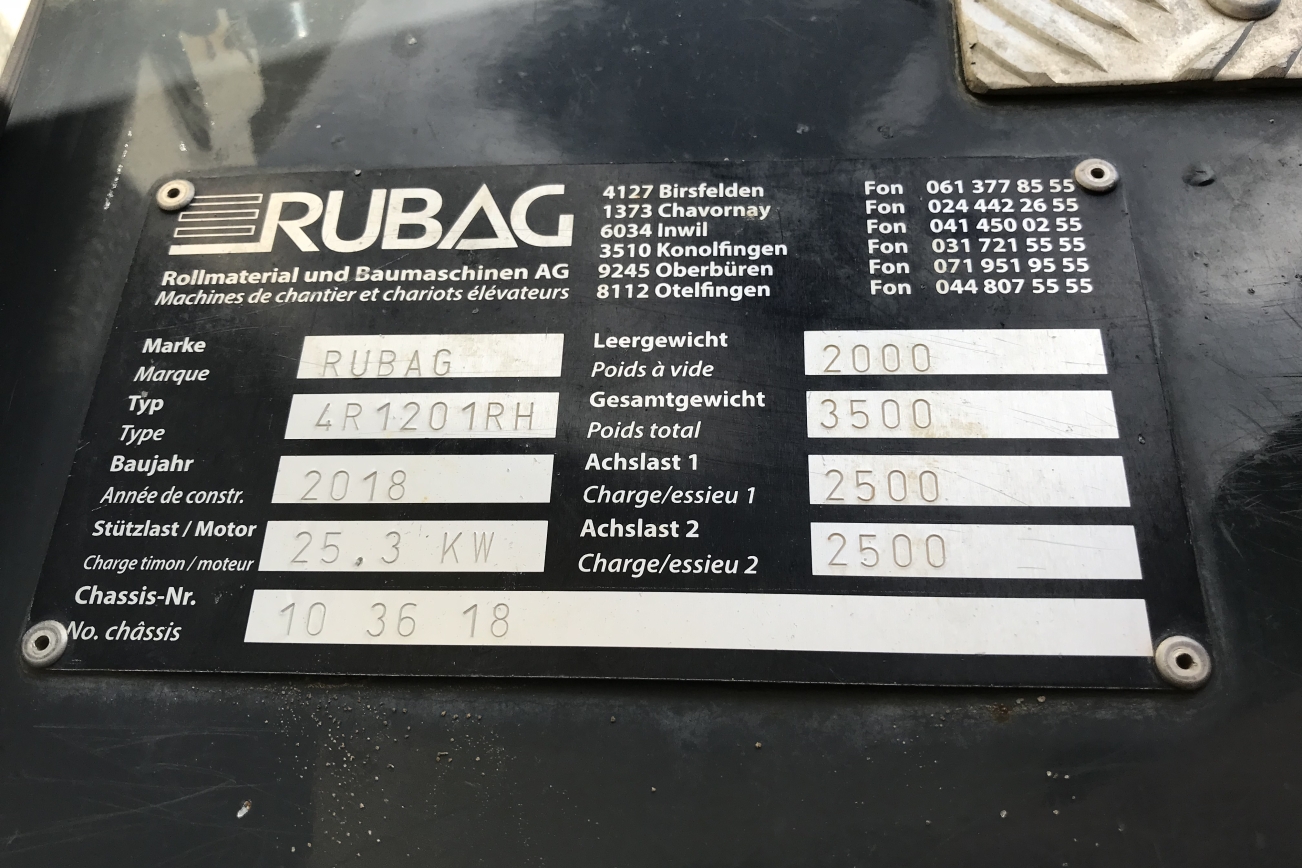 RUBAG
Rollmaterial und Baumaschinen AG
Machines de chantier et chariots élévateurs
4127 Birsfelden Fon 061 377 85 55
1373 Chavornay Fon 024 442 26 55
6034 Inwil Fon 041 450 02 55
3510 Konolfingen Fon 031 721 55 55
9245 Oberbüren Fon 071 951 95 55
8112 Otelfingen Fon 044 807 55 55
Marke RUBAG
Marque
Typ 4R1201RH
Type
Baujahr 2018
Année de constr.
Stützlast / Motor 25,3 KW
Charge timon / moteur
Leergewicht 2000
Poids à vide
Gesamtgewicht 3500
Poids total
Achslast 1 2500
Charge/essieu 1
Achslast 2 2500
Charge/essieu 2
Chassis-Nr. 10 36 18
No. châssis